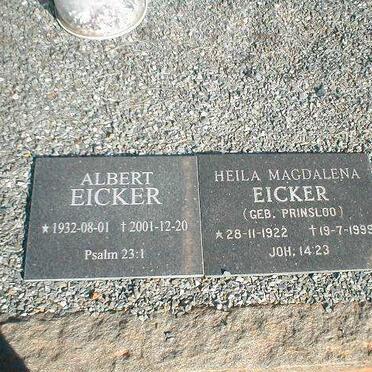 ALBERT
EICKER
★1932-08-01 †2001-12-20
Psalm 23:1
HEILA MAGDALENA
EICKER
(GEB. PRINSLOO)
★28-11-1922 †19-7-1999
JOH, 14:23